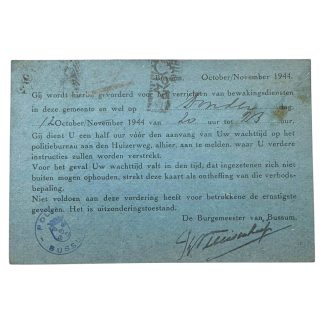 Bussum, October/November 1944.
Gij wordt hierbij gevorderd voor het verrichten van bewakingsdiensten
in deze gemeente en wel op Donderdag
12 October/November 1944 van 20 uur tot uur.
Gij dient U een half uur vóór den aanvang van Uw wachttijd op het
politiebureau aan den Huizerweg, alhier, aan te melden, waar U verdere
instructies zullen worden verstrekt.
Voor het geval Uw wachttijd valt in den tijd, dat ingezetenen zich niet
buiten mogen ophouden, strekt deze kaart als ontheffing van die verbods-
bepaling.
Niet voldoen aan deze vordering heeft voor betrokkene de ernstigste
gevolgen. Het is uitzonderingstoestand.
De Burgemeester van Bussum.